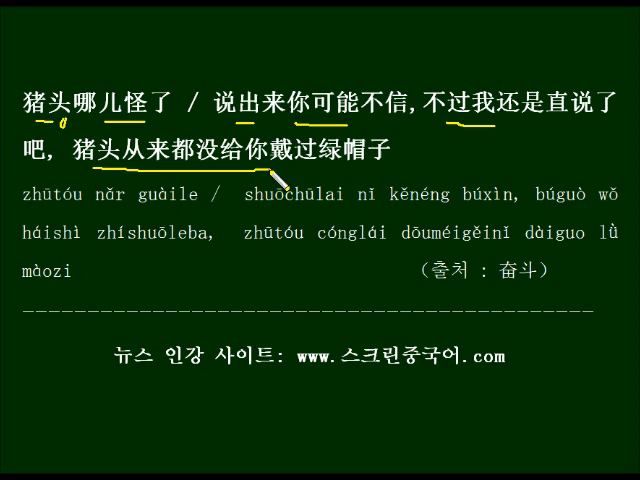 猪头哪儿怪了 / 说出来你可能不信,不过我还是直说了
吧, 猪头从来都没给你戴过绿帽子
zhūtóu nǎr guàile / shuōchūlai nǐ kěnéng búxìn, búguò wǒ
háishì zhíshuōleba, zhūtóu cónglái dōuméigěinǐ dàiguo lǜ
màozi (출처 : 奋斗)
뉴스 인강 사이트: www.스크린중국어.com